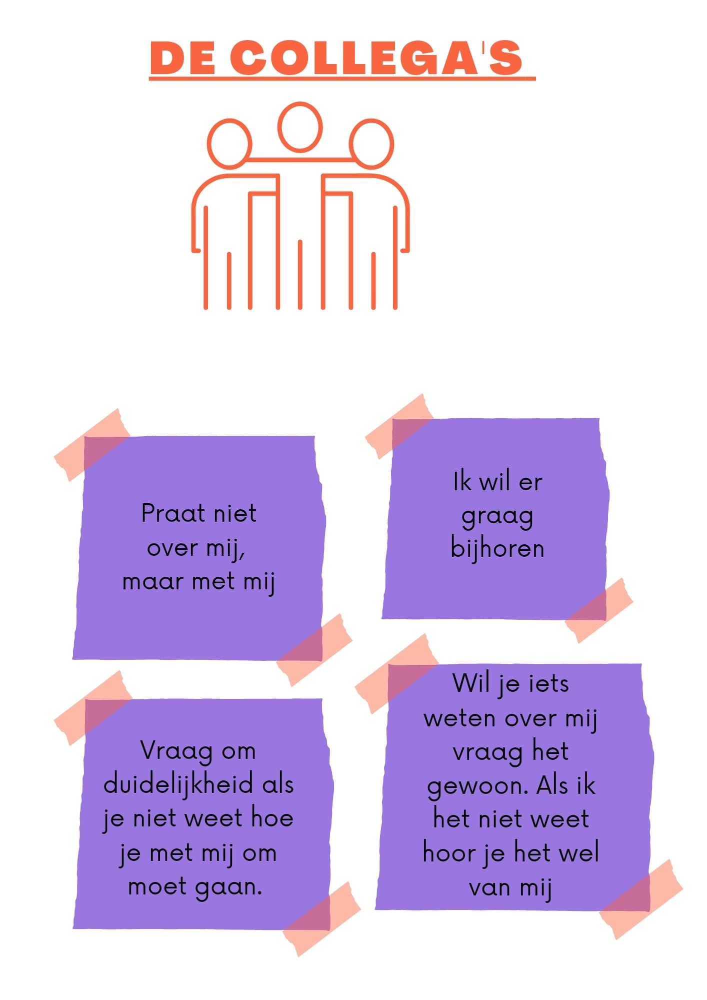 DE COLLEGA'S
Praat niet
over mij,
maar met mij
Ik wil er
graag
bijhoren
Vraag om
duidelijkheid als
je niet weet hoe
je met mij om
moet gaan.
Wil je iets
weten over mij
vraag het
gewoon. Als ik
het niet weet
hoor je het wel
van mij